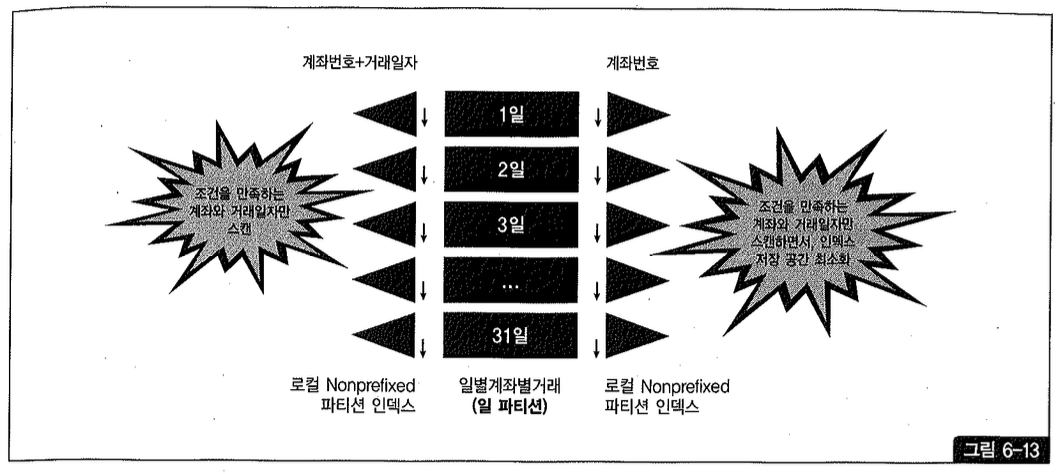 계좌번호+거래일자
계좌번호
1일
2일
3일
...
31일
조건을 만족하는
계좌와 거래일자만
스캔
조건을 만족하는
계좌와 거래일자만
스캔하면서, 인덱스
저장 공간 최소화
로컬 Nonprefixed
파티션 인덱스
일별계좌별거래
(일 파티션)
로컬 Nonprefixed
파티션 인덱스
그림 6-13